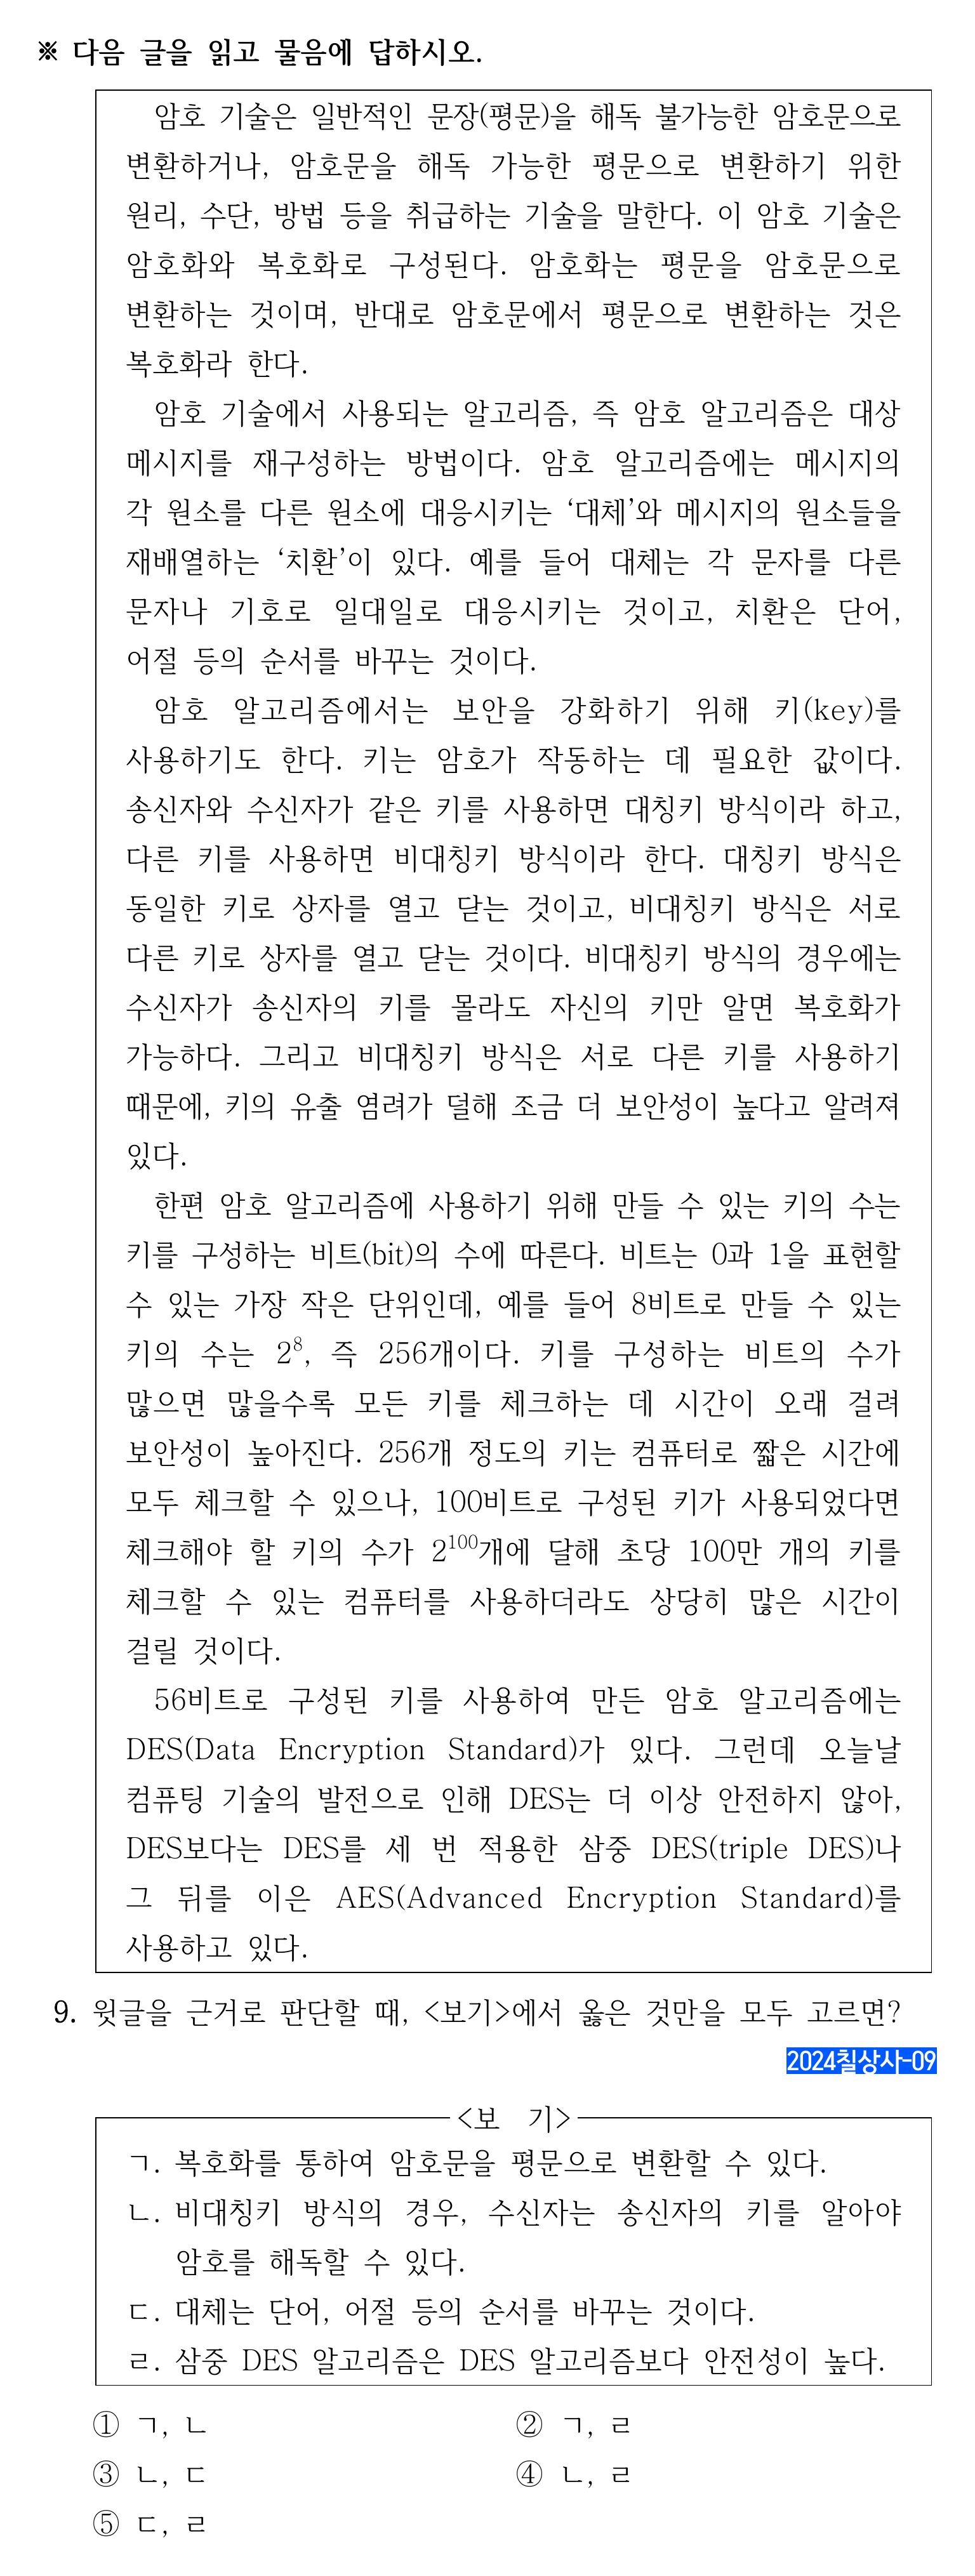 ※ 다음 글을 읽고 물음에 답하시오.
암호 기술은 일반적인 문장(평문)을 해독 불가능한 암호문으로
변환하거나, 암호문을 해독 가능한 평문으로 변환하기 위한
원리, 수단, 방법 등을 취급하는 기술을 말한다. 이 암호 기술은
암호화와 복호화로 구성된다. 암호화는 평문을 암호문으로
변환하는 것이며, 반대로 암호문에서 평문으로 변환하는 것은
복호화라 한다.
암호 기술에서 사용되는 알고리즘, 즉 암호 알고리즘은 대상
메시지를 재구성하는 방법이다. 암호 알고리즘에는 메시지의
각 원소를 다른 원소에 대응시키는 ‘대체’와 메시지의 원소들을
재배열하는 ‘치환’이 있다. 예를 들어 대체는 각 문자를 다른
문자나 기호로 일대일로 대응시키는 것이고, 치환은 단어,
어절 등의 순서를 바꾸는 것이다.
암호 알고리즘에서는 보안을 강화하기 위해 키(key)를
사용하기도 한다. 키는 암호가 작동하는 데 필요한 값이다.
송신자와 수신자가 같은 키를 사용하면 대칭키 방식이라 하고,
다른 키를 사용하면 비대칭키 방식이라 한다. 대칭키 방식은
동일한 키로 상자를 열고 닫는 것이고, 비대칭키 방식은 서로
다른 키로 상자를 열고 닫는 것이다. 비대칭키 방식의 경우에는
수신자가 송신자의 키를 몰라도 자신의 키만 알면 복호화가
가능하다. 그리고 비대칭키 방식은 서로 다른 키를 사용하기
때문에, 키의 유출 염려가 덜해 조금 더 보안성이 높다고 알려져
있다.
한편 암호 알고리즘에 사용하기 위해 만들 수 있는 키의 수는
키를 구성하는 비트(bit)의 수에 따른다. 비트는 0과 1을 표현할
수 있는 가장 작은 단위인데, 예를 들어 8비트로 만들 수 있는
키의 수는 2⁸, 즉 256개이다. 키를 구성하는 비트의 수가
많으면 많을수록 모든 키를 체크하는 데 시간이 오래 걸려
보안성이 높아진다. 256개 정도의 키는 컴퓨터로 짧은 시간에
모두 체크할 수 있으나, 100비트로 구성된 키가 사용되었다면
체크해야 할 키의 수가 2¹⁰⁰개에 달해 초당 100만 개의 키를
체크할 수 있는 컴퓨터를 사용하더라도 상당히 많은 시간이
걸릴 것이다.
56비트로 구성된 키를 사용하여 만든 암호 알고리즘에는
DES(Data Encryption Standard)가 있다. 그런데 오늘날
컴퓨팅 기술의 발전으로 인해 DES는 더 이상 안전하지 않아,
DES보다는 DES를 세 번 적용한 삼중 DES(triple DES)나
그 뒤를 이은 AES(Advanced Encryption Standard)를
사용하고 있다.
9. 윗글을 근거로 판단할 때, <보기>에서 옳은 것만을 모두 고르면?
2024칠상사-09
<보 기>
ㄱ. 복호화를 통하여 암호문을 평문으로 변환할 수 있다.
ㄴ. 비대칭키 방식의 경우, 수신자는 송신자의 키를 알아야
암호를 해독할 수 있다.
ㄷ. 대체는 단어, 어절 등의 순서를 바꾸는 것이다.
ㄹ. 삼중 DES 알고리즘은 DES 알고리즘보다 안전성이 높다.
① ㄱ, ㄴ ② ㄱ, ㄹ
③ ㄴ, ㄷ ④ ㄴ, ㄹ
⑤ ㄷ, ㄹ